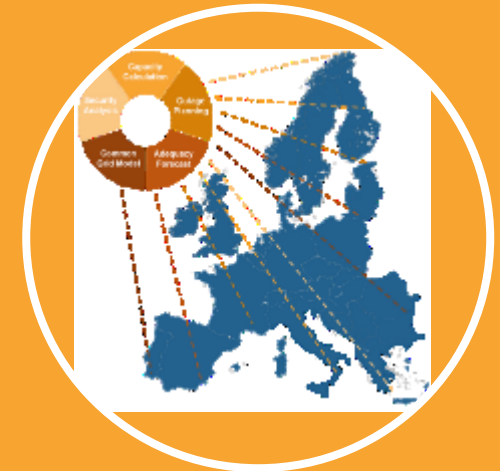 Capacity
Calculation
Outage
Planning
Adequacy
Forecast
Common
Grid Model
Security
Analysis